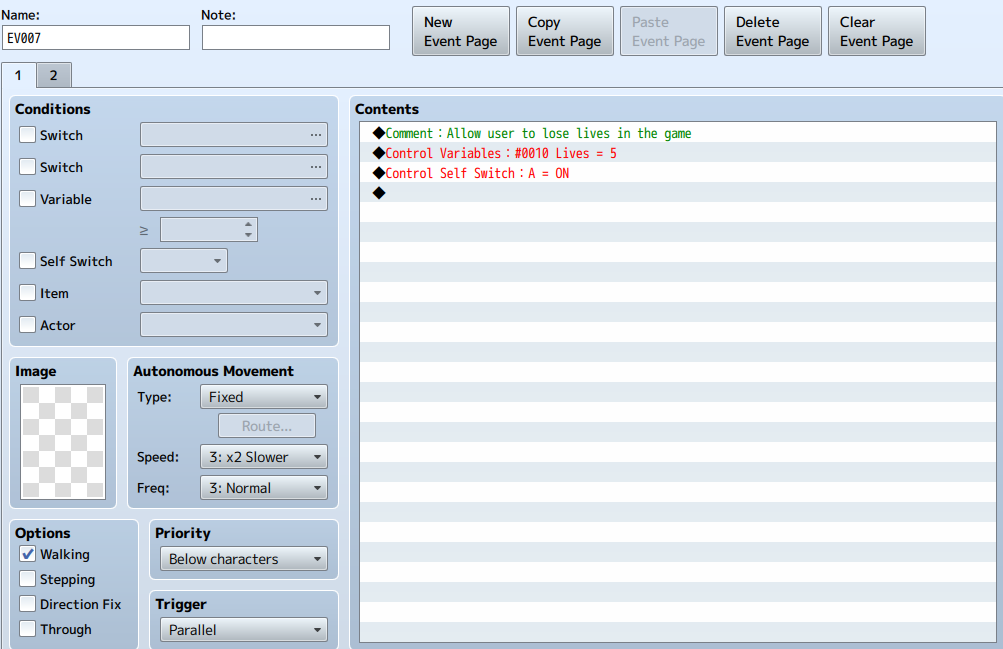 Name:
Note:
EV007
New
Event Page
Copy
Event Page
Paste
Event Page
Delete
Event Page
Clear
Event Page
1
2
Conditions
Switch
...
Switch
...
Variable
...
≥
Self Switch
Item
Actor
Image
Autonomous Movement
Type:
Fixed
Route...
Speed:
3: x2 Slower
Freq:
3: Normal
Options
Walking
Stepping
Direction Fix
Through
Priority
Below characters
Trigger
Parallel
Contents
◆Comment：Allow user to lose lives in the game
◆Control Variables：#0010 Lives = 5
◆Control Self Switch：A = ON
◆